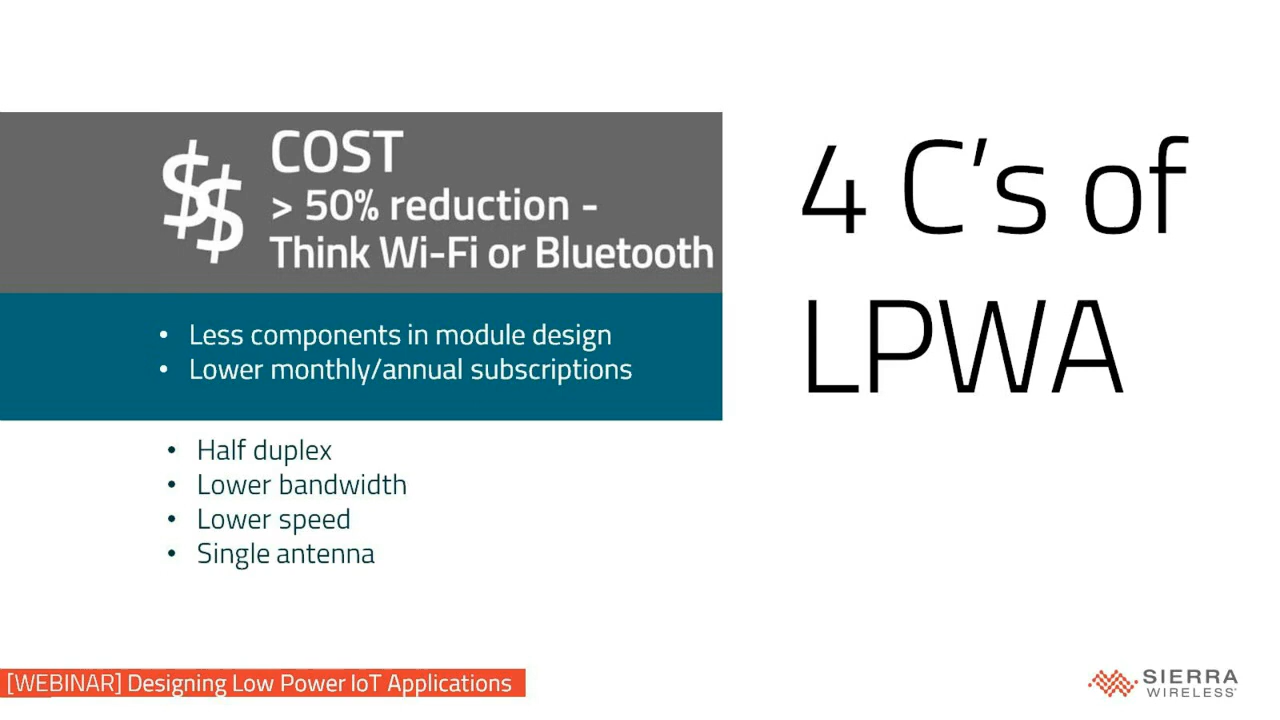 $$
COST
> 50% reduction -
Think Wi-Fi or Bluetooth
• Less components in module design
• Lower monthly/annual subscriptions
• Half duplex
• Lower bandwidth
• Lower speed
• Single antenna
4 C's of
LPWA
[WEBINAR] Designing Low Power IoT Applications
SIERRA
WIRELESS